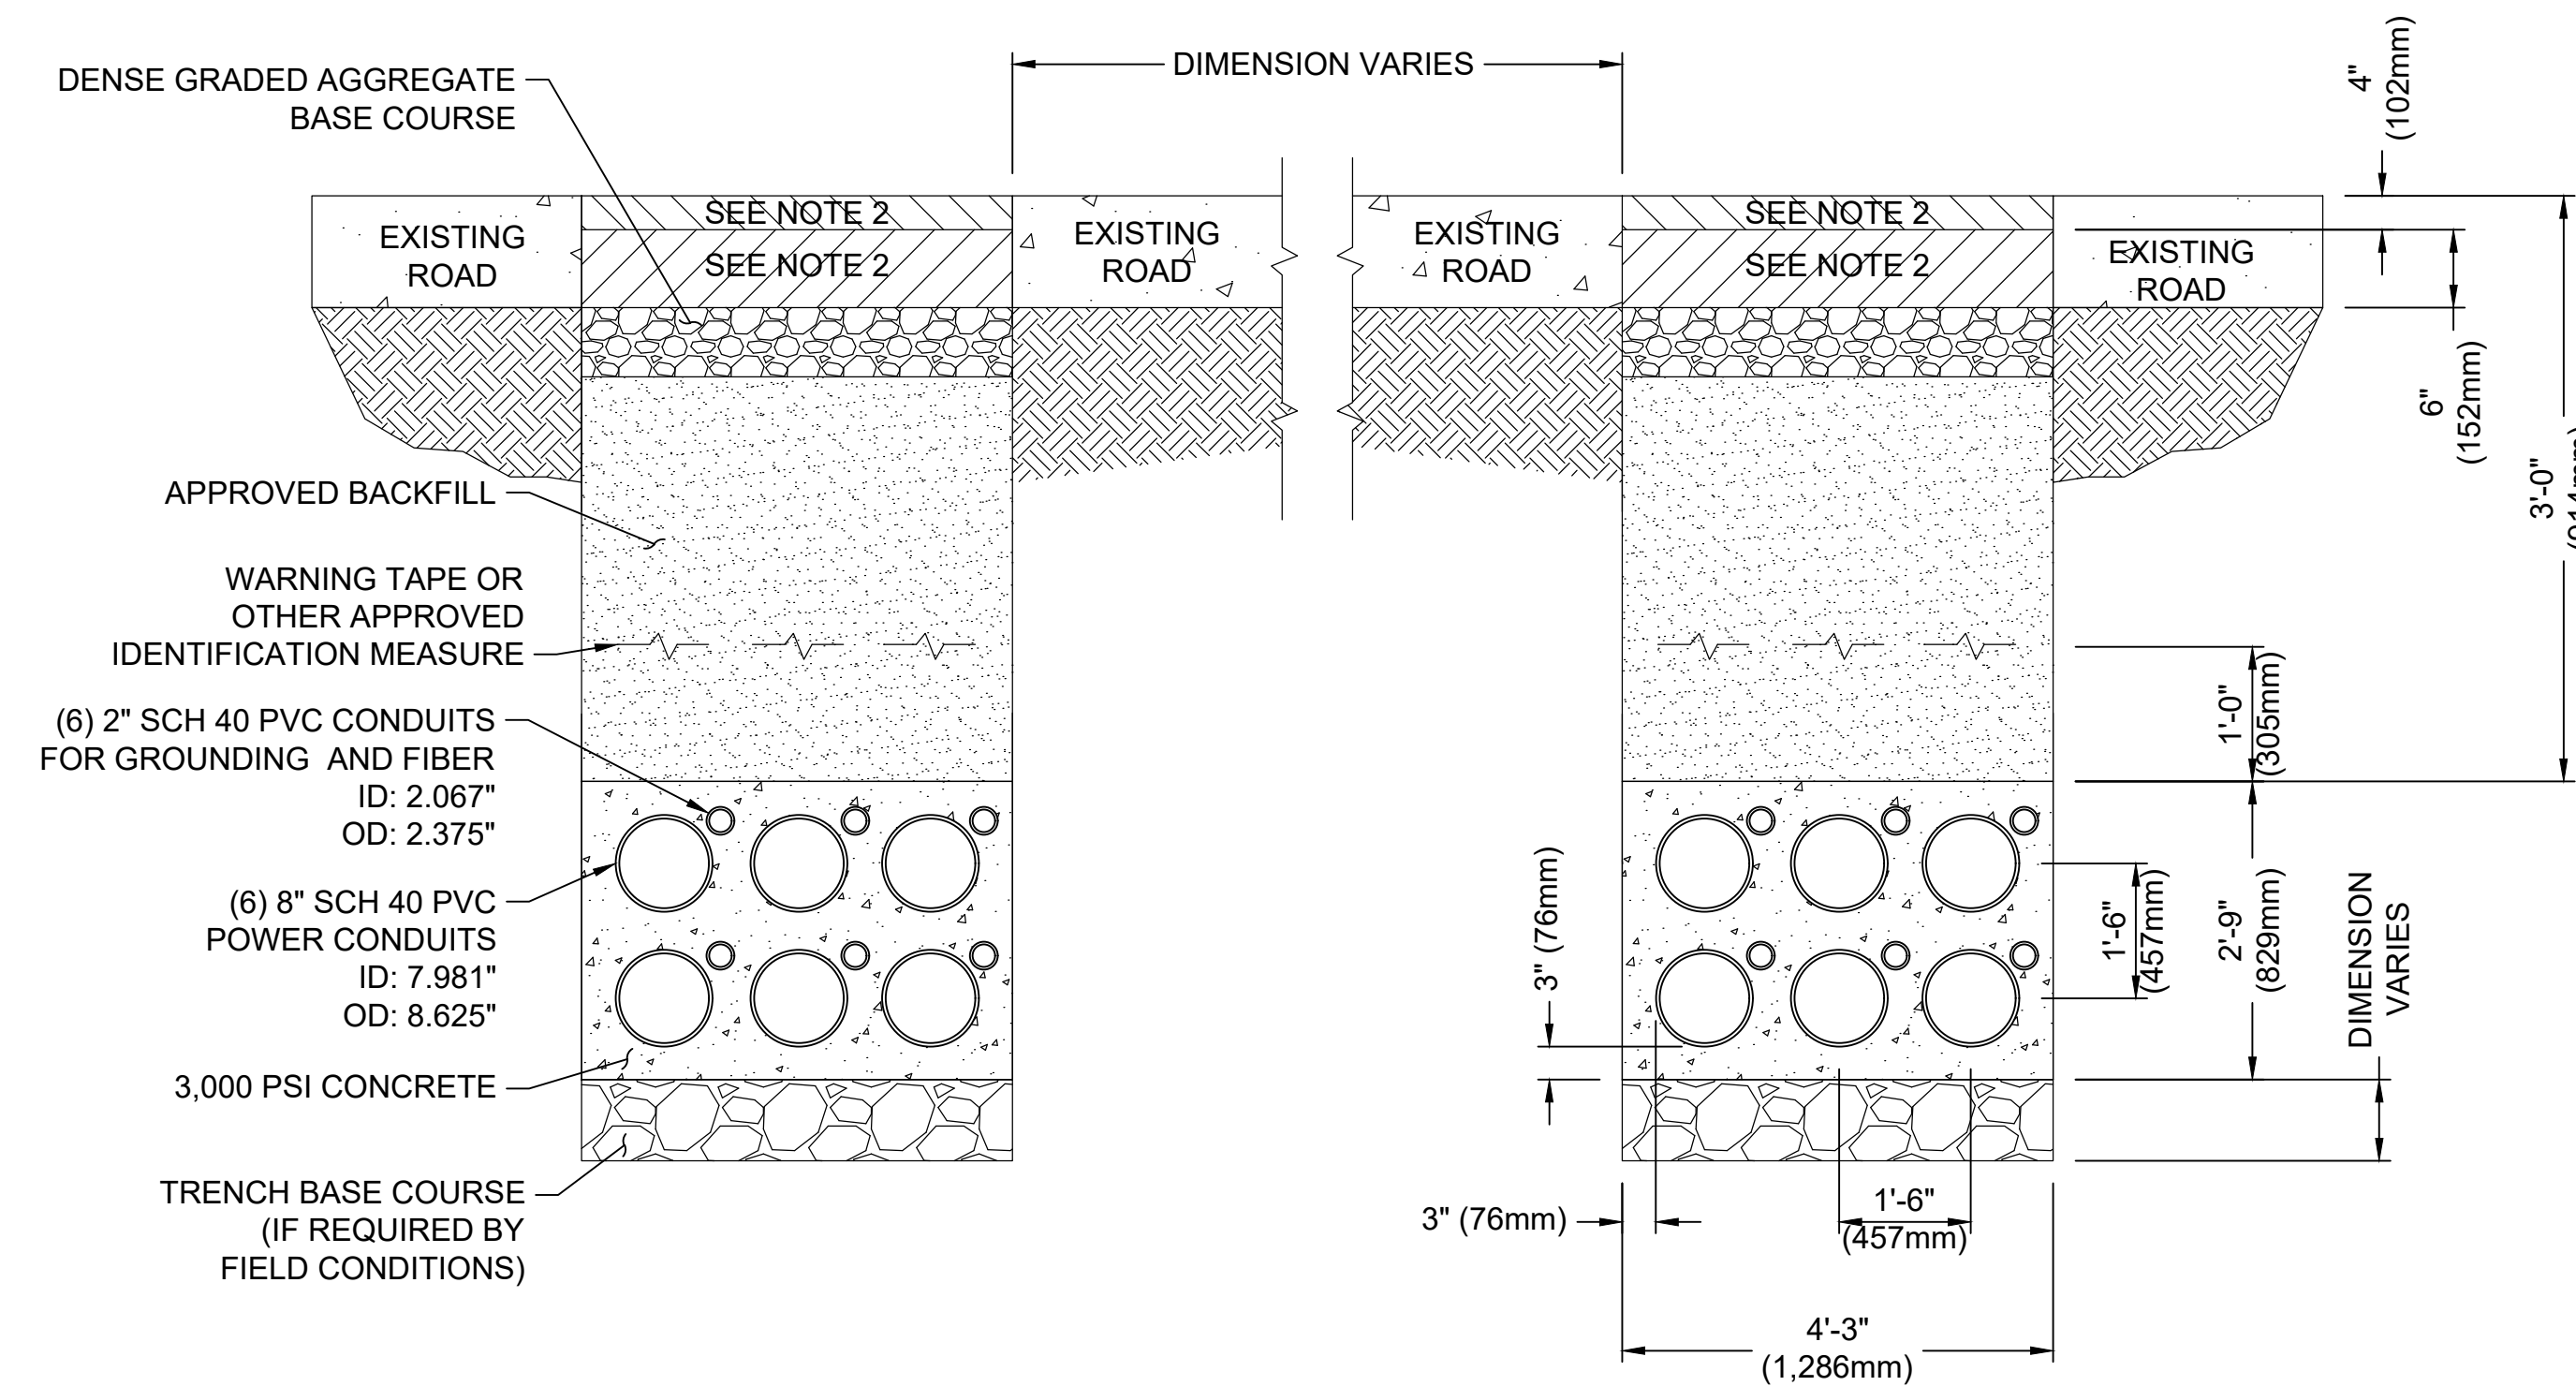 DENSE GRADED AGGREGATE
BASE COURSE
DIMENSION VARIES
4"
(102mm)
EXISTING
ROAD
SEE NOTE 2
SEE NOTE 2
EXISTING
ROAD
EXISTING
ROAD
SEE NOTE 2
SEE NOTE 2
EXISTING
ROAD
6"
(152mm)
3'-0"
APPROVED BACKFILL
WARNING TAPE OR
OTHER APPROVED
IDENTIFICATION MEASURE
1'-0"
(305mm)
(6) 2" SCH 40 PVC CONDUITS
FOR GROUNDING AND FIBER
ID: 2.067"
OD: 2.375"
(6) 8" SCH 40 PVC
POWER CONDUITS
ID: 7.981"
OD: 8.625"
3,000 PSI CONCRETE
TRENCH BASE COURSE
(IF REQUIRED BY
FIELD CONDITIONS)
3" (76mm)
1'-6"
(457mm)
2'-9"
(829mm)
DIMENSION
VARIES
3" (76mm)
1'-6"
(457mm)
4'-3"
(1,286mm)